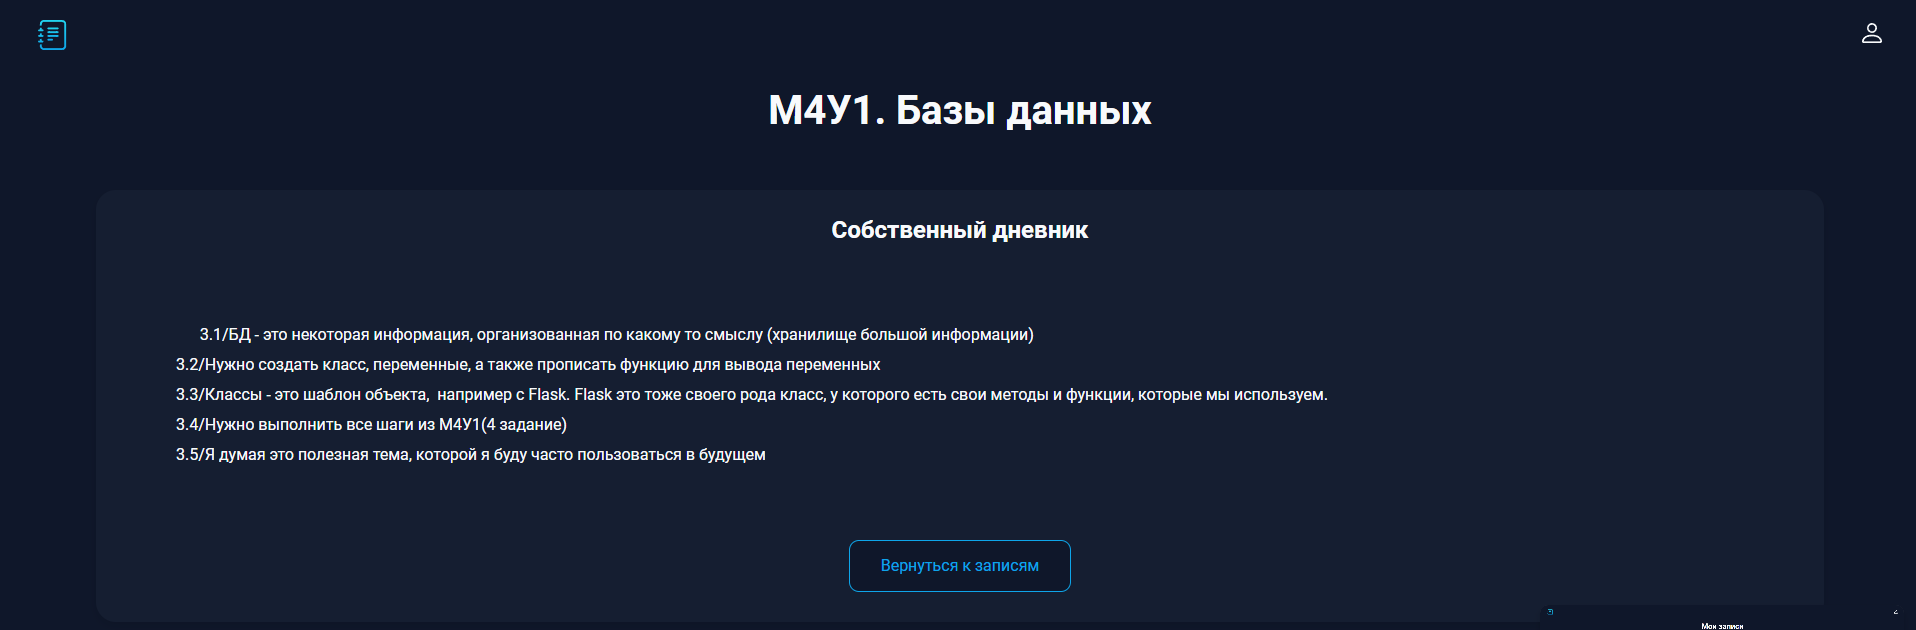 М4У1. Базы данных
Собственный дневник
3.1/БД - это некоторая информация, организованная по какому то смыслу (хранилище большой информации)
3.2/Нужно создать класс, переменные, а также прописать функцию для вывода переменных
3.3/Классы - это шаблон объекта,  например с Flask. Flask это тоже своего рода класс, у которого есть свои методы и функции, которые мы используем.
3.4/Нужно выполнить все шаги из М4У1(4 задание)
3.5/Я думая это полезная тема, которой я буду часто пользоваться в будущем
Вернуться к записям
Мои записи